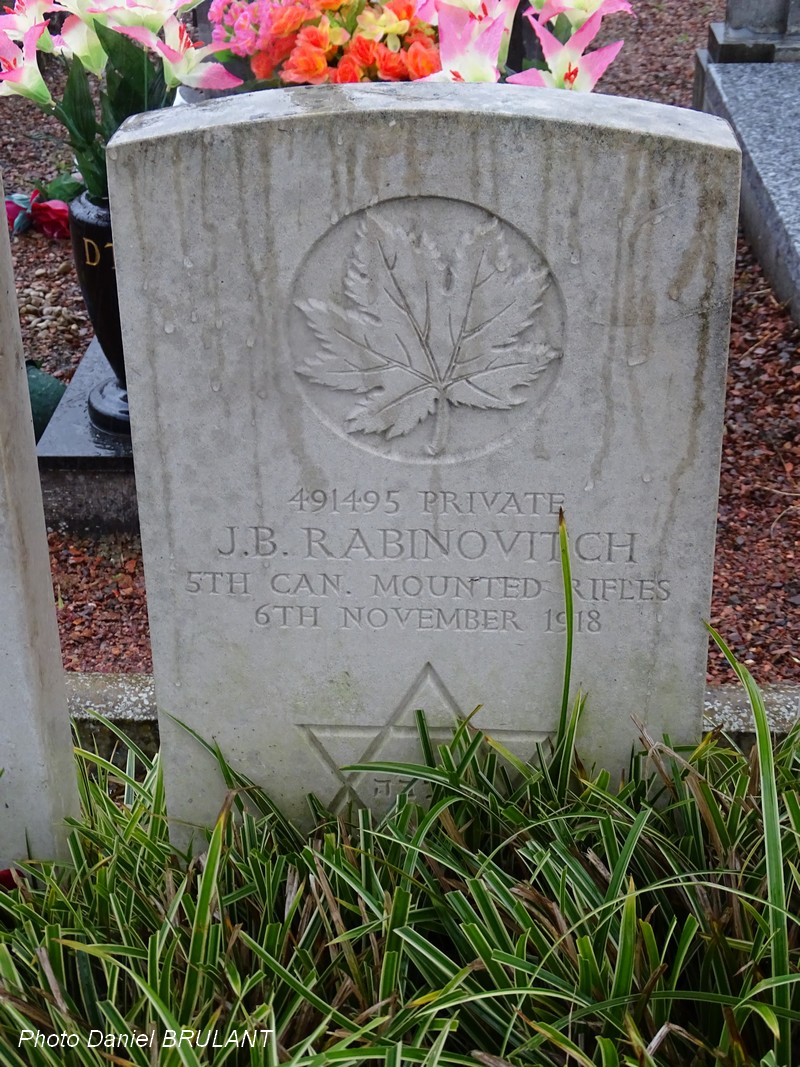 491495 PRIVATE
J.B. RABINOVITCH
5TH CAN. MOUNTED RIFLES
6TH NOVEMBER 1918
Photo Daniel BRULANT